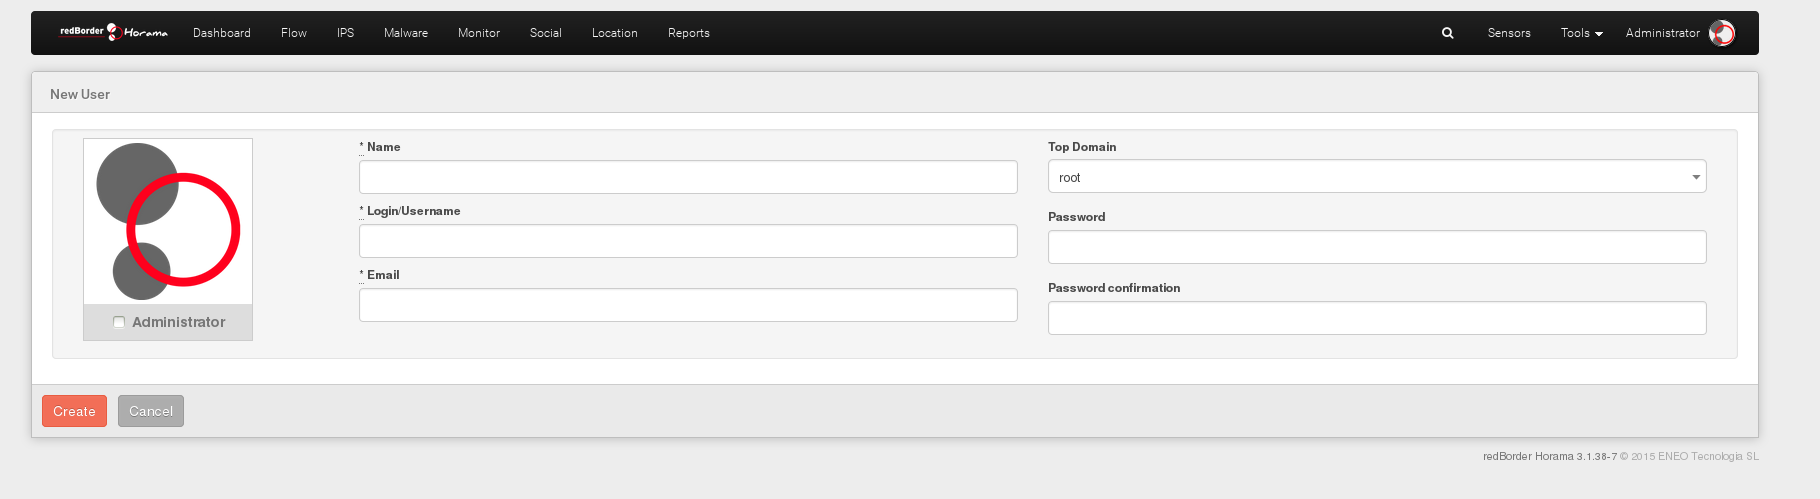 redBorder Horama Dashboard Flow IPS Malware Monitor Social Location Reports Sensors Tools Administrator
New User
* Name
Top Domain
root
* Login/Username
Password
* Email
Password confirmation
Administrator
Create Cancel
redBorder Horama 3.1.38-7 © 2015 ENEO Tecnologia SL